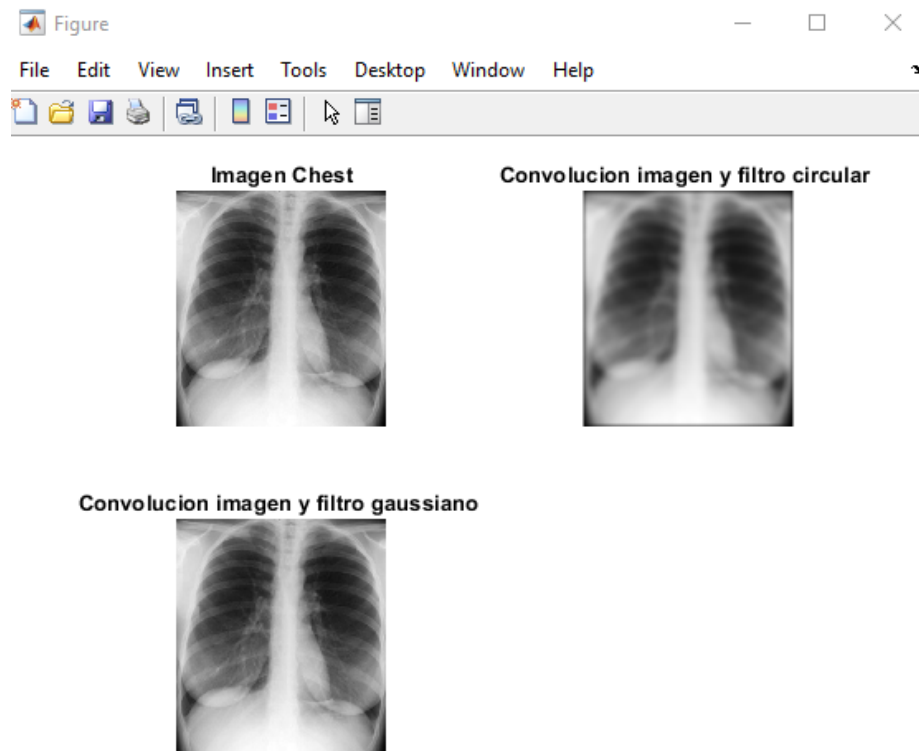 Figure
File Edit View Insert Tools Desktop Window Help
Imagen Chest
Convolucion imagen y filtro circular
Convolucion imagen y filtro gaussiano